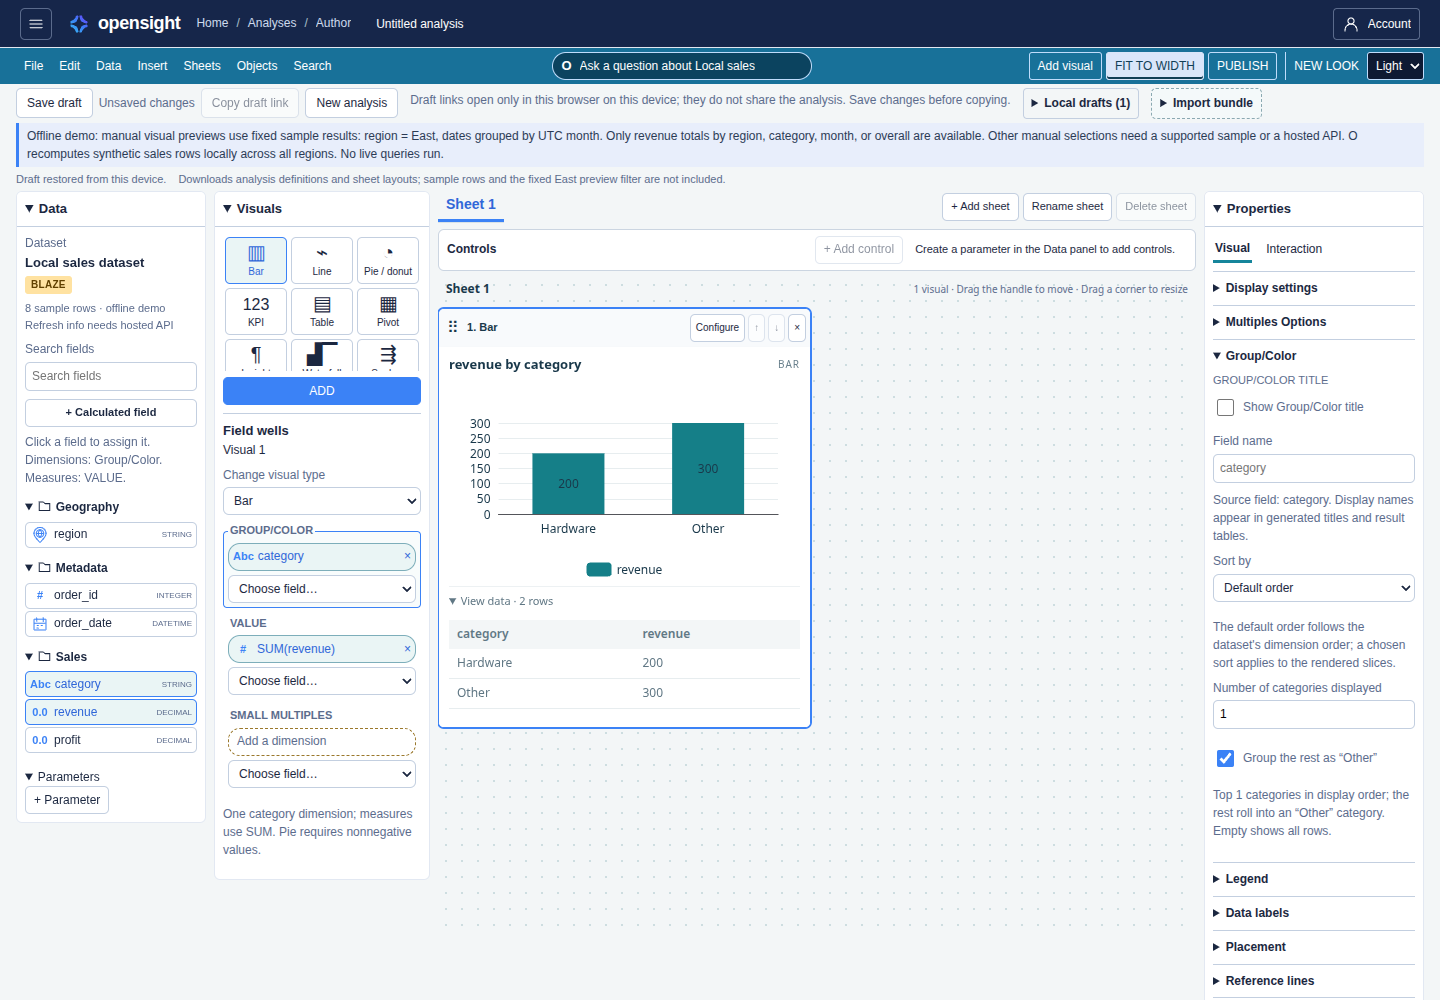 opensight
Home / Analyses / Author
Untitled analysis
Account
File
Edit
Data
Insert
Sheets
Objects
Search
O Ask a question about Local sales
Add visual
FIT TO WIDTH
PUBLISH
NEW LOOK
Light
Save draft
Unsaved changes
Copy draft link
New analysis
Draft links open only in this browser on this device; they do not share the analysis. Save changes before copying.
Local drafts (1)
Import bundle
Offline demo: manual visual previews use fixed sample results: region = East, dates grouped by UTC month. Only revenue totals by region, category, month, or overall are available. Other manual selections need a supported sample or a hosted API. O
recomputes synthetic sales rows locally across all regions. No live queries run.
Draft restored from this device.
Downloads analysis definitions and sheet layouts; sample rows and the fixed East preview filter are not included.
Data
Dataset
Local sales dataset
BLAZE
8 sample rows · offline demo
Refresh info needs hosted API
Search fields
Search fields
+ Calculated field
Click a field to assign it.
Dimensions: Group/Color.
Measures: VALUE.
Geography
region STRING
Metadata
# order_id INTEGER
order_date DATETIME
Sales
Abc category STRING
0.0 revenue DECIMAL
0.0 profit DECIMAL
Parameters
+ Parameter
Visuals
Bar
Line
Pie / donut
123
KPI
Table
Pivot
ADD
Field wells
Visual 1
Change visual type
Bar
GROUP/COLOR
Abc category ×
Choose field…
VALUE
# SUM(revenue) ×
Choose field…
SMALL MULTIPLES
Add a dimension
Choose field…
One category dimension; measures
use SUM. Pie requires nonnegative
values.
Sheet 1
+ Add sheet
Rename sheet
Delete sheet
Controls
+ Add control
Create a parameter in the Data panel to add controls.
Sheet 1
1 visual · Drag the handle to move · Drag a corner to resize
1. Bar
Configure
↑
↓
×
revenue by category
BAR
300
250
200
150
100
50
0
200
300
Hardware
Other
revenue
View data · 2 rows
category revenue
Hardware 200
Other 300
Properties
Visual
Interaction
Display settings
Multiples Options
Group/Color
GROUP/COLOR TITLE
Show Group/Color title
Field name
category
Source field: category. Display names
appear in generated titles and result
tables.
Sort by
Default order
The default order follows the
dataset's dimension order; a chosen
sort applies to the rendered slices.
Number of categories displayed
1
Group the rest as “Other”
Top 1 categories in display order; the
rest roll into an “Other” category.
Empty shows all rows.
Legend
Data labels
Placement
Reference lines